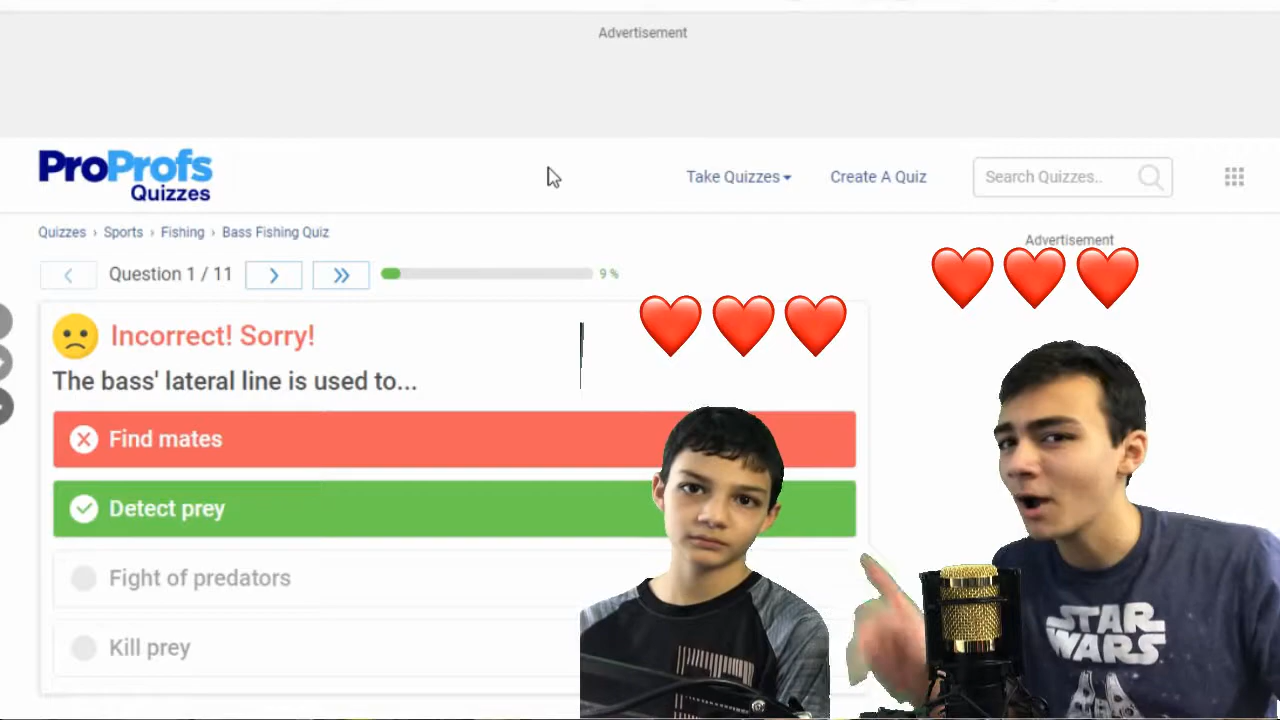 Advertisement
ProProfs
Quizzes
Take Quizzes
Create A Quiz
Search Quizzes..
Quizzes › Sports › Fishing › Bass Fishing Quiz
Advertisement
Question 1 / 11
9 %
Incorrect! Sorry!
The bass' lateral line is used to...
Find mates
Detect prey
Fight of predators
Kill prey
STAR
WARS